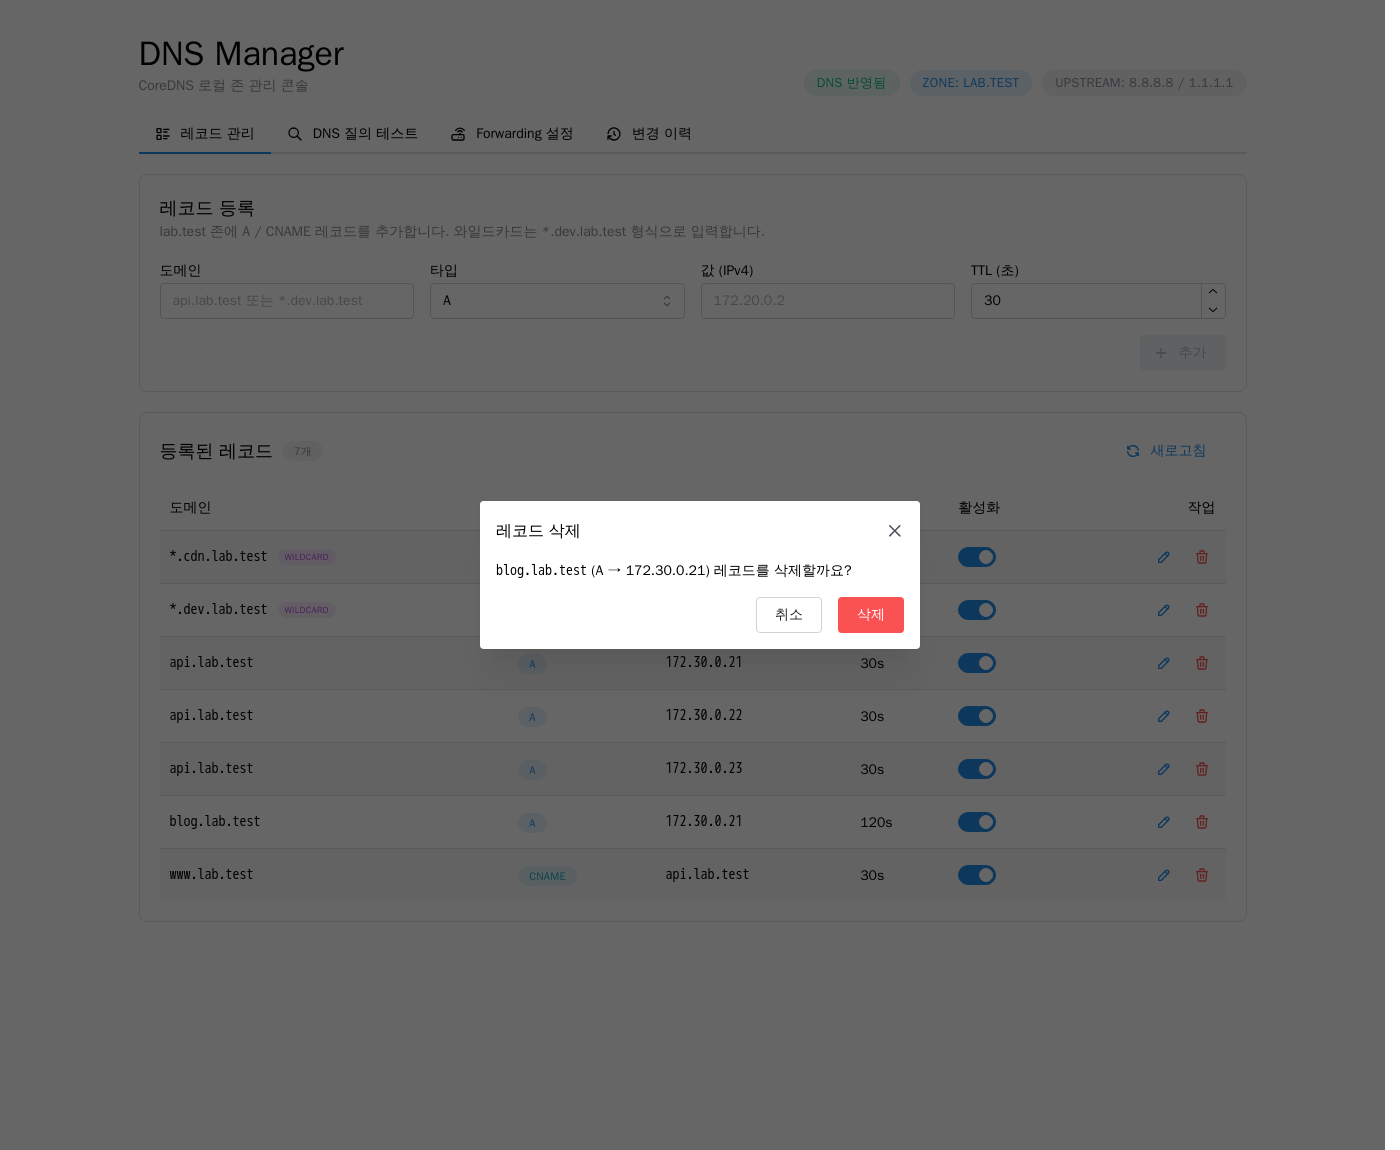 DNS Manager
CoreDNS 로컬 존 관리 콘솔
DNS 반영됨 ZONE: LAB.TEST UPSTREAM: 8.8.8.8 / 1.1.1.1
레코드 관리 DNS 질의 테스트 Forwarding 설정 변경 이력
레코드 등록
lab.test 존에 A / CNAME 레코드를 추가합니다. 와일드카드는 *.dev.lab.test 형식으로 입력합니다.
도메인 타입 값 (IPv4) TTL (초)
api.lab.test 또는 *.dev.lab.test A 172.20.0.2 30
추가
등록된 레코드 7개 새로고침
도메인 활성화 작업
*.cdn.lab.test WILDCARD
*.dev.lab.test WILDCARD
레코드 삭제
blog.lab.test (A → 172.30.0.21) 레코드를 삭제할까요?
취소 삭제
api.lab.test A 172.30.0.21 30s
api.lab.test A 172.30.0.22 30s
api.lab.test A 172.30.0.23 30s
blog.lab.test A 172.30.0.21 120s
www.lab.test CNAME api.lab.test 30s